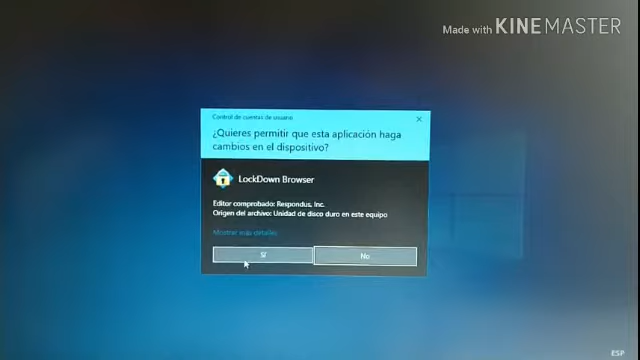 Made with KINEMASTER
Control de cuentas de usuario
¿Quieres permitir que esta aplicación haga
cambios en el dispositivo?
LockDown Browser
Editor comprobado: Respondus, Inc.
Origen del archivo: Unidad de disco duro en este equipo
Mostrar más detalles
Sí No
ESP